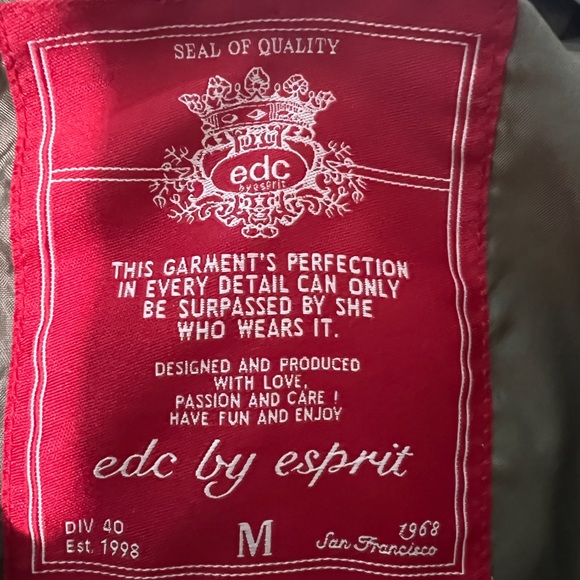 SEAL OF QUALITY
edc
by esprit
THIS GARMENT'S PERFECTION
IN EVERY DETAIL CAN ONLY
BE SURPASSED BY SHE
WHO WEARS IT.
DESIGNED AND PRODUCED
WITH LOVE,
PASSION AND CARE !
HAVE FUN AND ENJOY
edc by esprit
DIV 40
Est. 1998
M
1968
San Francisco